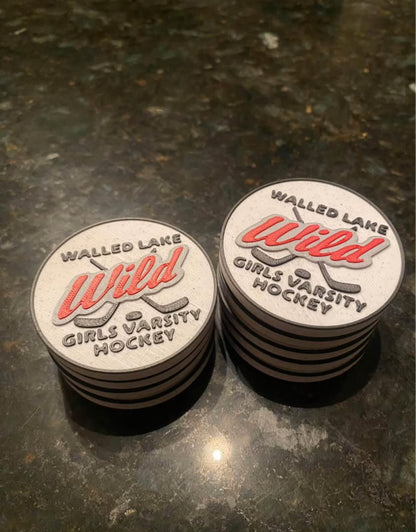 WALLED LAKE
Wild
GIRLS VARSITY
HOCKEY
WALLED LAKE
Wild
GIRLS VARSITY
HOCKEY